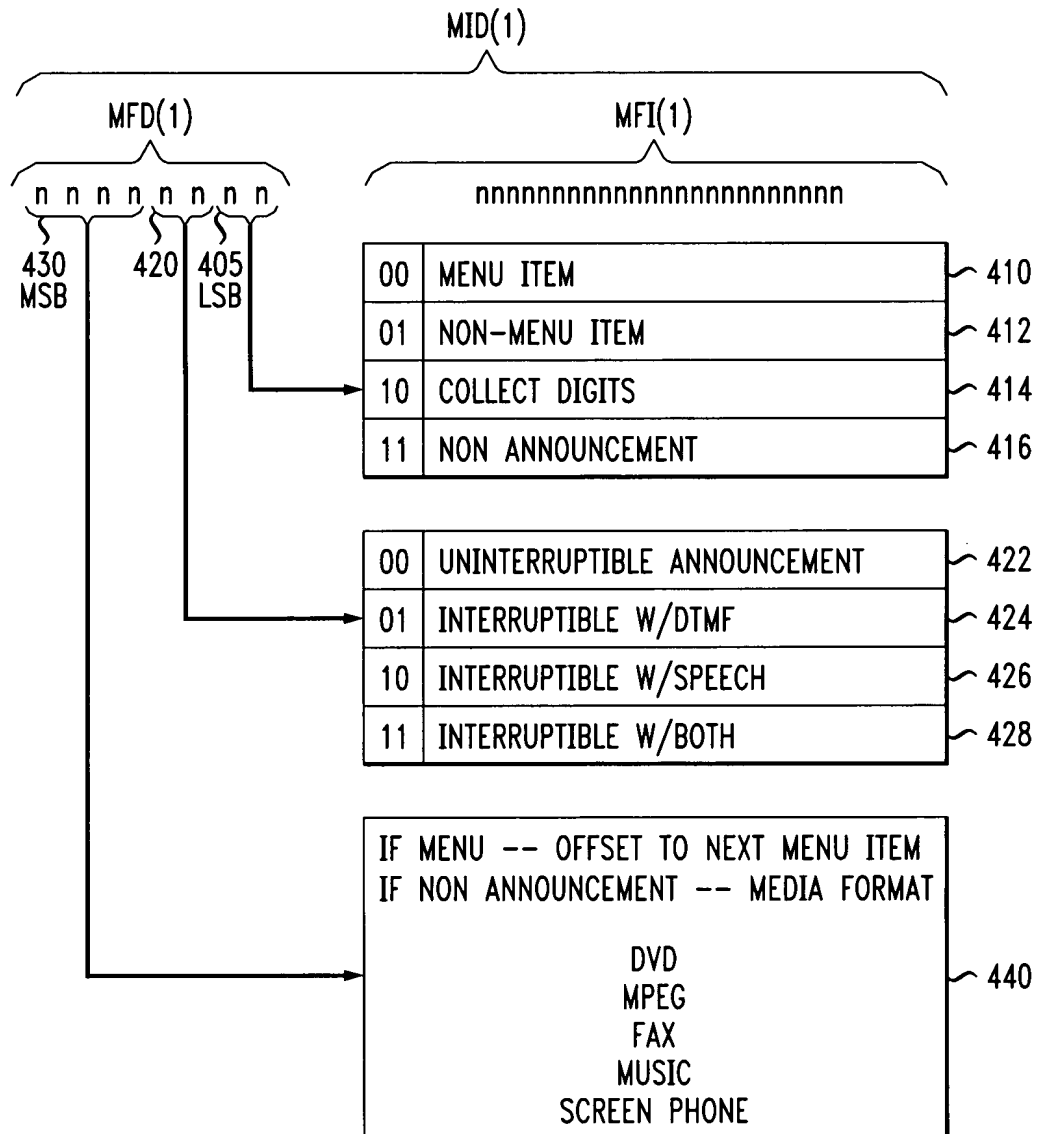 MID(1)
MFD(1) MFI(1)
n n n n n n n n nnnnnnnnnnnnnnnnnnnnnnnn
430 420 405
MSB LSB
00 MENU ITEM 410
01 NON-MENU ITEM 412
10 COLLECT DIGITS 414
11 NON ANNOUNCEMENT 416
00 UNINTERRUPTIBLE ANNOUNCEMENT 422
01 INTERRUPTIBLE W/DTMF 424
10 INTERRUPTIBLE W/SPEECH 426
11 INTERRUPTIBLE W/BOTH 428
IF MENU -- OFFSET TO NEXT MENU ITEM
IF NON ANNOUNCEMENT -- MEDIA FORMAT
DVD
440
MPEG
FAX
MUSIC
SCREEN PHONE